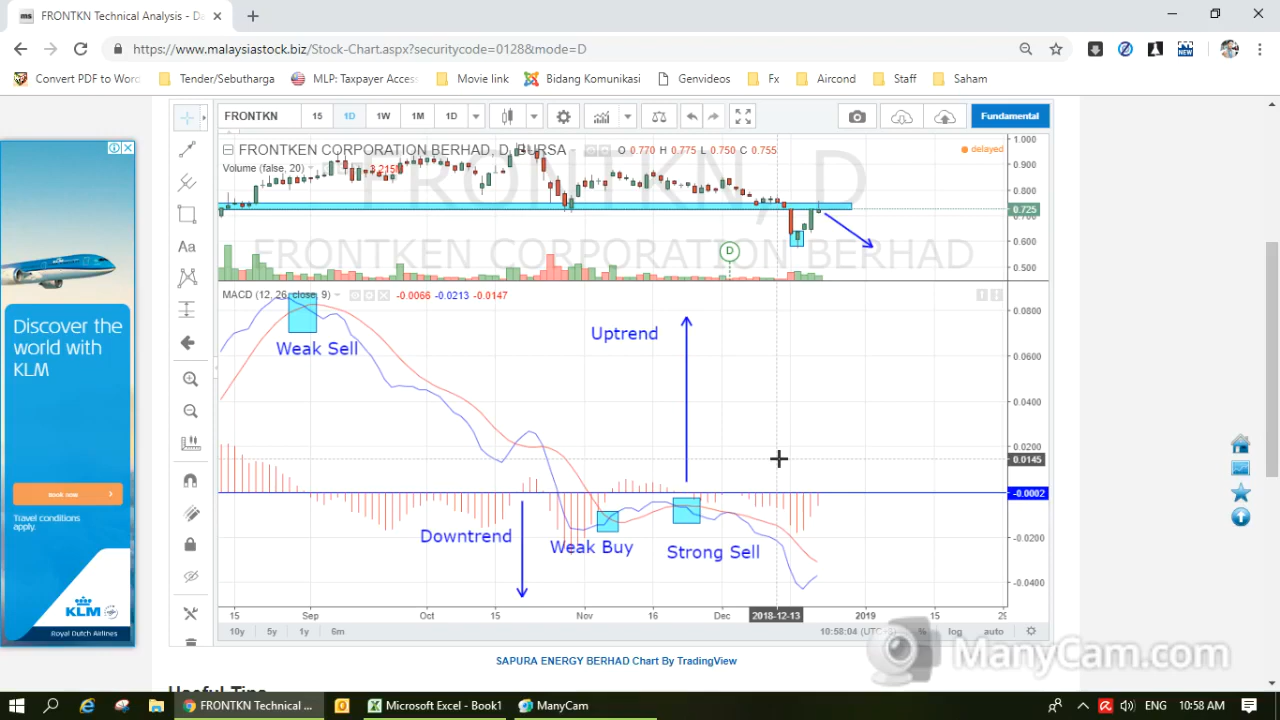 FRONTKN Technical Analysis - Da
https://www.malaysiastock.biz/Stock-Chart.aspx?securitycode=0128&mode=D
NEW
Convert PDF to Word
Tender/Sebutharga
MLP: Taxpayer Access
Movie link
Bidang Komunikasi
Genvideos
Fx
Aircond
Staff
Saham
FRONTKN 15 1D 1W 1M 1D Fundamental
FRONTKEN CORPORATION BERHAD, D, BURSA O 0.770 H 0.775 L 0.750 C 0.755
delayed
Volume (false, 20)
FRONTKN, D
FRONTKEN CORPORATION BERHAD
D
1.000
0.900
0.800
0.725
0.600
0.500
MACD (12, 26, close, 9) -0.0066 -0.0213 -0.0147
Weak Sell
Uptrend
Downtrend
Weak Buy
Strong Sell
0.0800
0.0600
0.0400
0.0200
0.0145
-0.0002
-0.0200
-0.0400
15 Sep Oct 15 Nov 16 Dec 2018-12-13 2019 15
10y 5y 1y 6m
% log auto
SAPURA ENERGY BERHAD Chart By TradingView
Useful Tips
Discover the
world with
KLM
Book now
Travel conditions
apply.
KLM
Royal Dutch Airlines
ManyCam.com
FRONTKN Technical ...
Microsoft Excel - Book1
ManyCam
10:58 AM